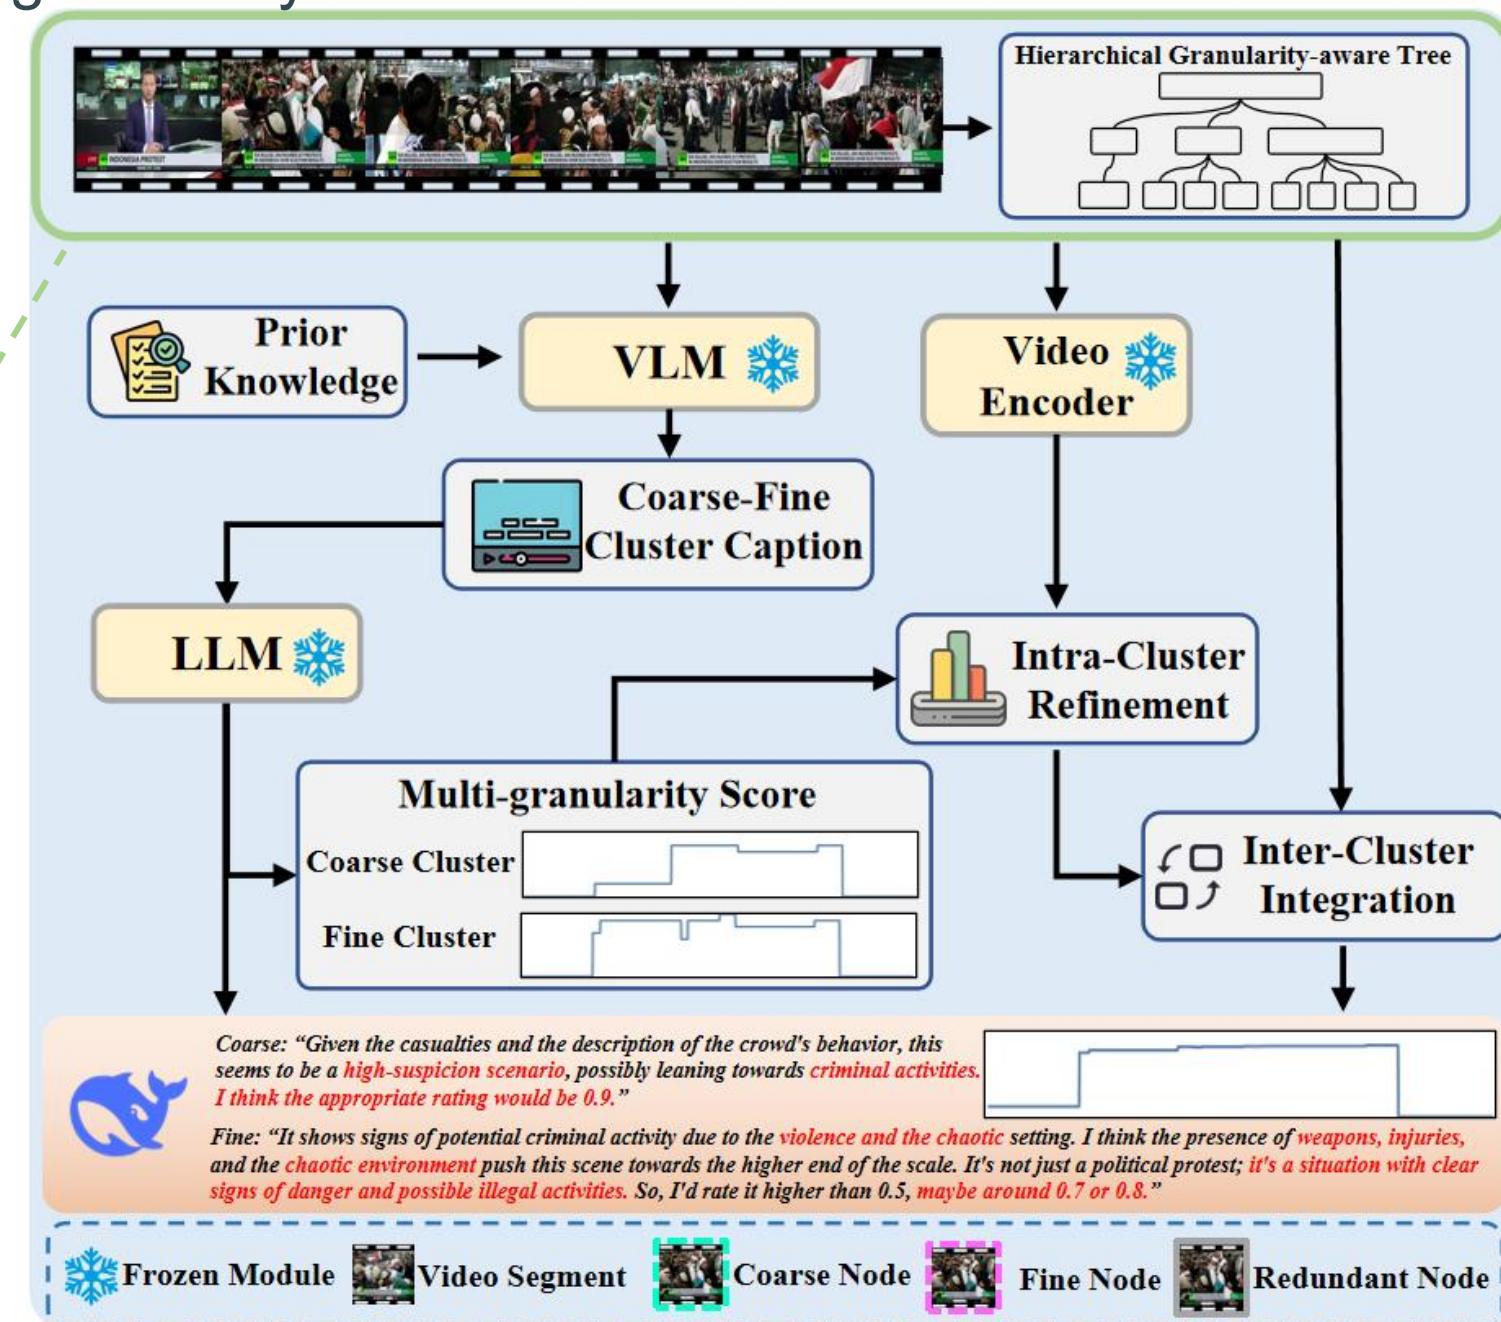 Hierarchical Granularity-aware Tree
INDONESIA PROTEST
Prior
Knowledge
VLM
Video
Encoder
Coarse-Fine
Cluster Caption
LLM
Intra-Cluster
Refinement
Multi-granularity Score
Coarse Cluster
Fine Cluster
Inter-Cluster
Integration
Coarse: “Given the casualties and the description of the crowd's behavior, this
seems to be a high-suspicion scenario, possibly leaning towards criminal activities.
I think the appropriate rating would be 0.9.”
Fine: “It shows signs of potential criminal activity due to the violence and the chaotic setting. I think the presence of weapons, injuries,
and the chaotic environment push this scene towards the higher end of the scale. It's not just a political protest; it's a situation with clear
signs of danger and possible illegal activities. So, I'd rate it higher than 0.5, maybe around 0.7 or 0.8.”
Frozen Module
Video Segment
Coarse Node
Fine Node
Redundant Node